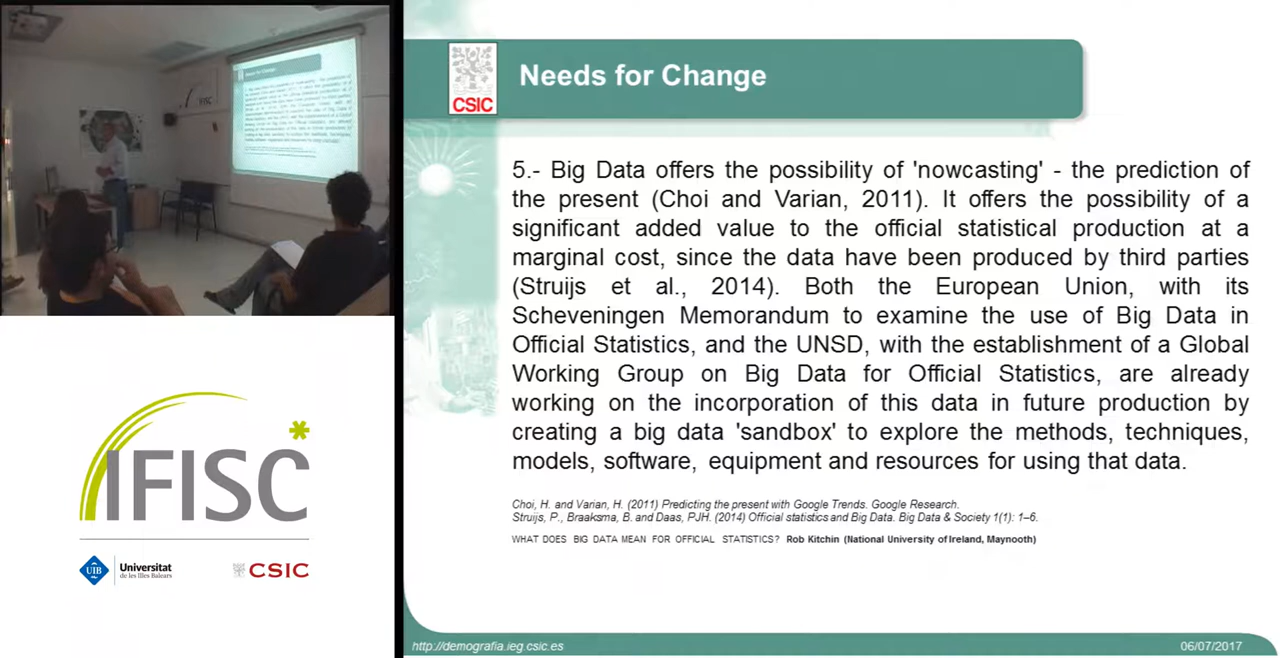 CSIC
Needs for Change
5.- Big Data offers the possibility of 'nowcasting' - the prediction of
the present (Choi and Varian, 2011). It offers the possibility of a
significant added value to the official statistical production at a
marginal cost, since the data have been produced by third parties
(Struijs et al., 2014). Both the European Union, with its
Scheveningen Memorandum to examine the use of Big Data in
Official Statistics, and the UNSD, with the establishment of a Global
Working Group on Big Data for Official Statistics, are already
working on the incorporation of this data in future production by
creating a big data 'sandbox' to explore the methods, techniques,
models, software, equipment and resources for using that data.
Choi, H. and Varian, H. (2011) Predicting the present with Google Trends. Google Research.
Struijs, P., Braaksma, B. and Daas, PJH. (2014) Official statistics and Big Data. Big Data & Society 1(1): 1–6.
WHAT DOES BIG DATA MEAN FOR OFFICIAL STATISTICS? Rob Kitchin (National University of Ireland, Maynooth)
http://demografia.ieg.csic.es
06/07/2017
IFISC
UIB
Universitat
de les Illes Balears
CSIC